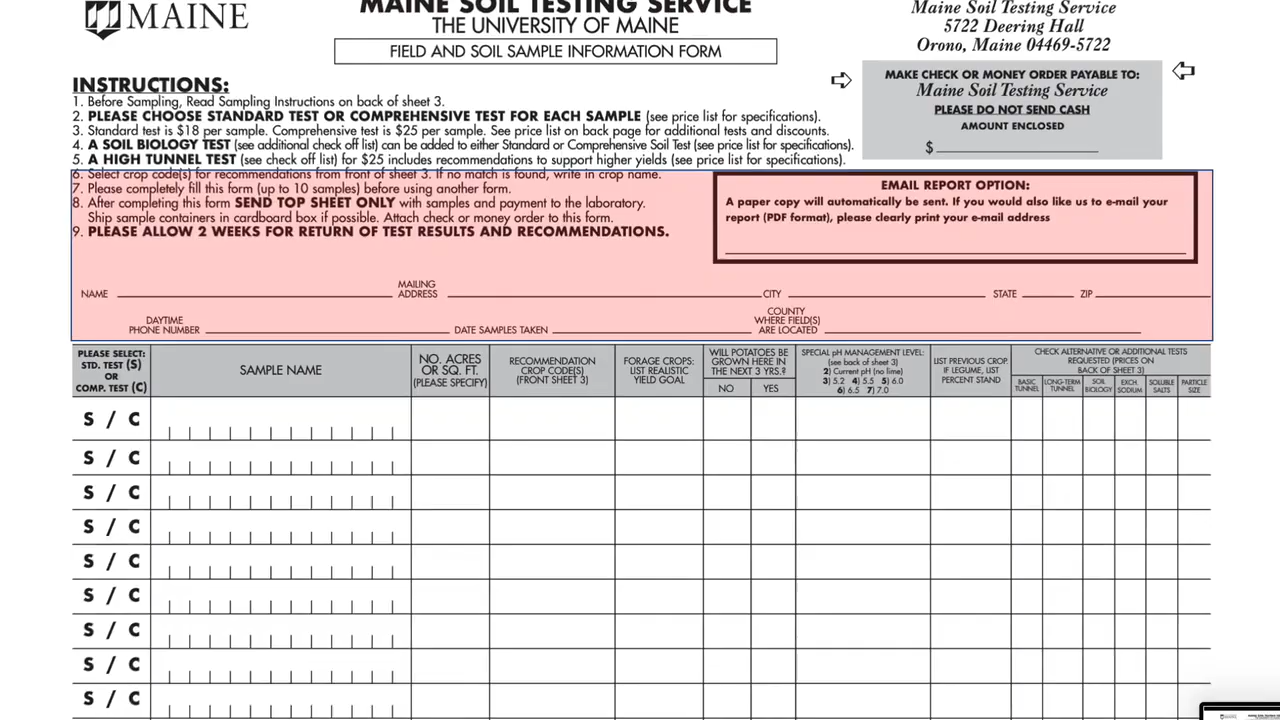 MAINE
MAINE SOIL TESTING SERVICE
THE UNIVERSITY OF MAINE
FIELD AND SOIL SAMPLE INFORMATION FORM
Maine Soil Testing Service
5722 Deering Hall
Orono, Maine 04469-5722
MAKE CHECK OR MONEY ORDER PAYABLE TO:
Maine Soil Testing Service
PLEASE DO NOT SEND CASH
AMOUNT ENCLOSED
$
INSTRUCTIONS:
1. Before Sampling, Read Sampling Instructions on back of sheet 3.
2. PLEASE CHOOSE STANDARD TEST OR COMPREHENSIVE TEST FOR EACH SAMPLE (see price list for specifications).
3. Standard test is $18 per sample. Comprehensive test is $25 per sample. See price list on back page for additional tests and discounts.
4. A SOIL BIOLOGY TEST (see additional check off list) can be added to either Standard or Comprehensive Soil Test (see price list for specifications).
5. A HIGH TUNNEL TEST (see check off list) for $25 includes recommendations to support higher yields (see price list for specifications).
6. Select crop code(s) for recommendations from front of sheet 3. If no match is found, write in crop name.
7. Please completely fill this form (up to 10 samples) before using another form.
8. After completing this form SEND TOP SHEET ONLY with samples and payment to the laboratory.
Ship sample containers in cardboard box if possible. Attach check or money order to this form.
9. PLEASE ALLOW 2 WEEKS FOR RETURN OF TEST RESULTS AND RECOMMENDATIONS.
EMAIL REPORT OPTION:
A paper copy will automatically be sent. If you would also like us to e-mail your
report (PDF format), please clearly print your e-mail address
NAME
MAILING
ADDRESS
CITY
STATE
ZIP
DAYTIME
PHONE NUMBER
DATE SAMPLES TAKEN
COUNTY
WHERE FIELD(S)
ARE LOCATED
PLEASE SELECT:
STD. TEST (S)
OR
COMP. TEST (C)
SAMPLE NAME
NO. ACRES
OR SQ. FT.
(PLEASE SPECIFY)
RECOMMENDATION
CROP CODE(S)
(FRONT SHEET 3)
FORAGE CROPS:
LIST REALISTIC
YIELD GOAL
WILL POTATOES BE
GROWN HERE IN
THE NEXT 3 YRS.?
NO
YES
SPECIAL pH MANAGEMENT LEVEL:
(see back of sheet 3)
2) Current pH (no lime)
3) 5.2 4) 5.5 5) 6.0
6) 6.5 7) 7.0
LIST PREVIOUS CROP.
IF LEGUME, LIST
PERCENT STAND
CHECK ALTERNATIVE OR ADDITIONAL TESTS
REQUESTED (PRICES ON
BACK OF SHEET 3)
BASIC
TUNNEL
LONG-TERM
TUNNEL
SOIL
BIOLOGY
EXCH.
SODIUM
SOLUBLE
SALTS
PARTICLE
SIZE
S / C
S / C
S / C
S / C
S / C
S / C
S / C
S / C
S / C